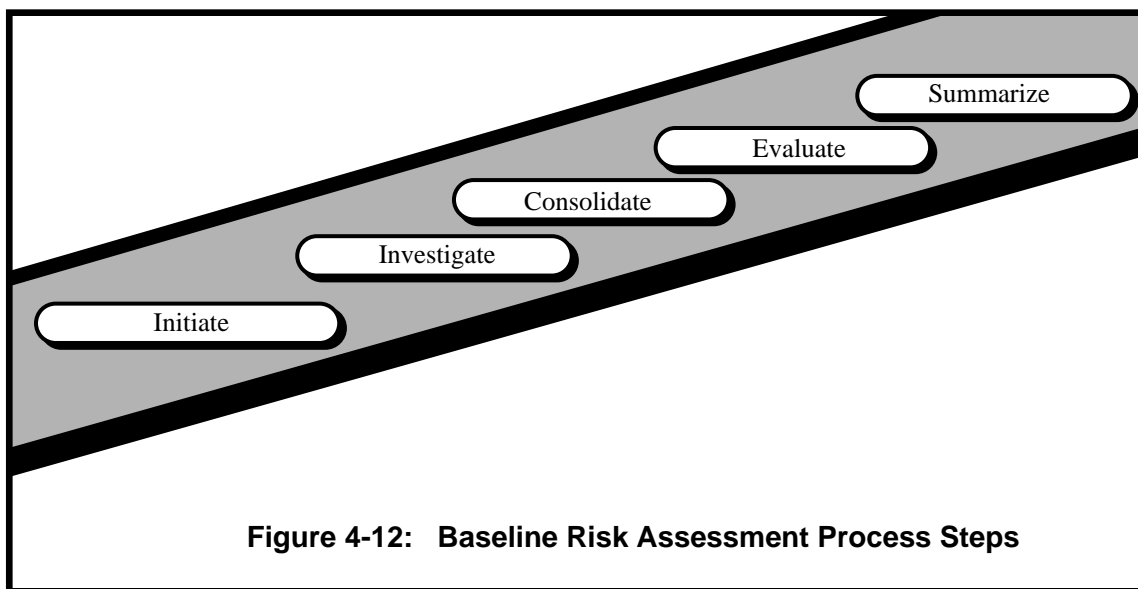 Summarize
Evaluate
Consolidate
Investigate
Initiate
Figure 4-12: Baseline Risk Assessment Process Steps